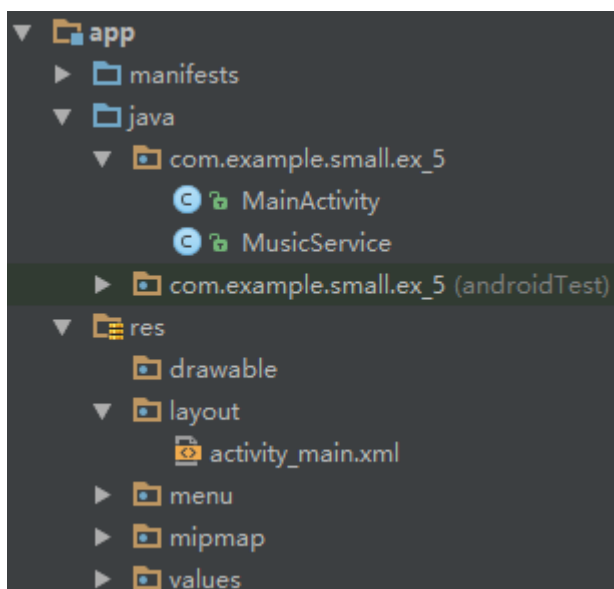 app
manifests
java
com.example.small.ex_5
MainActivity
MusicService
com.example.small.ex_5 (androidTest)
res
drawable
layout
activity_main.xml
menu
mipmap
values